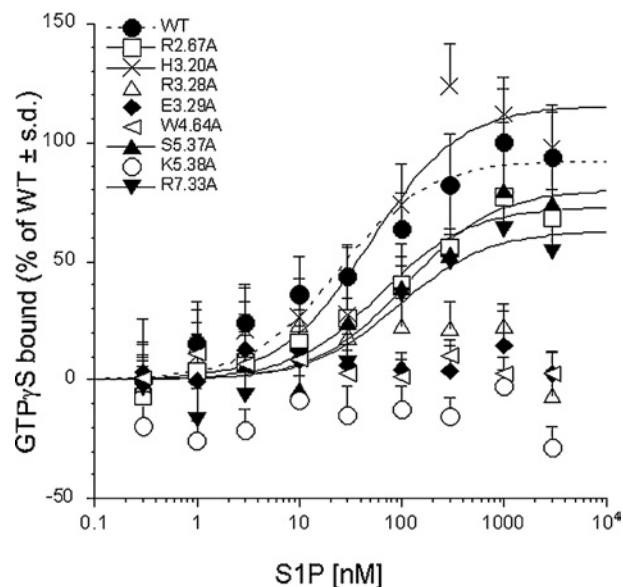 150
WT
R2.67A
H3.20A
R3.28A
E3.29A
W4.64A
S5.37A
K5.38A
R7.33A
100
50
0
-50
GTPγS bound (% of WT ± s.d.)
0.1 1 10 100 1000 10⁴
S1P [nM]